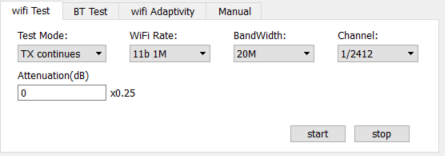 wifi Test BT Test wifi Adaptivity Manual
Test Mode: WiFi Rate: BandWidth: Channel:
TX continues 11b 1M 20M 1/2412
Attenuation(dB)
0 x0.25
start stop